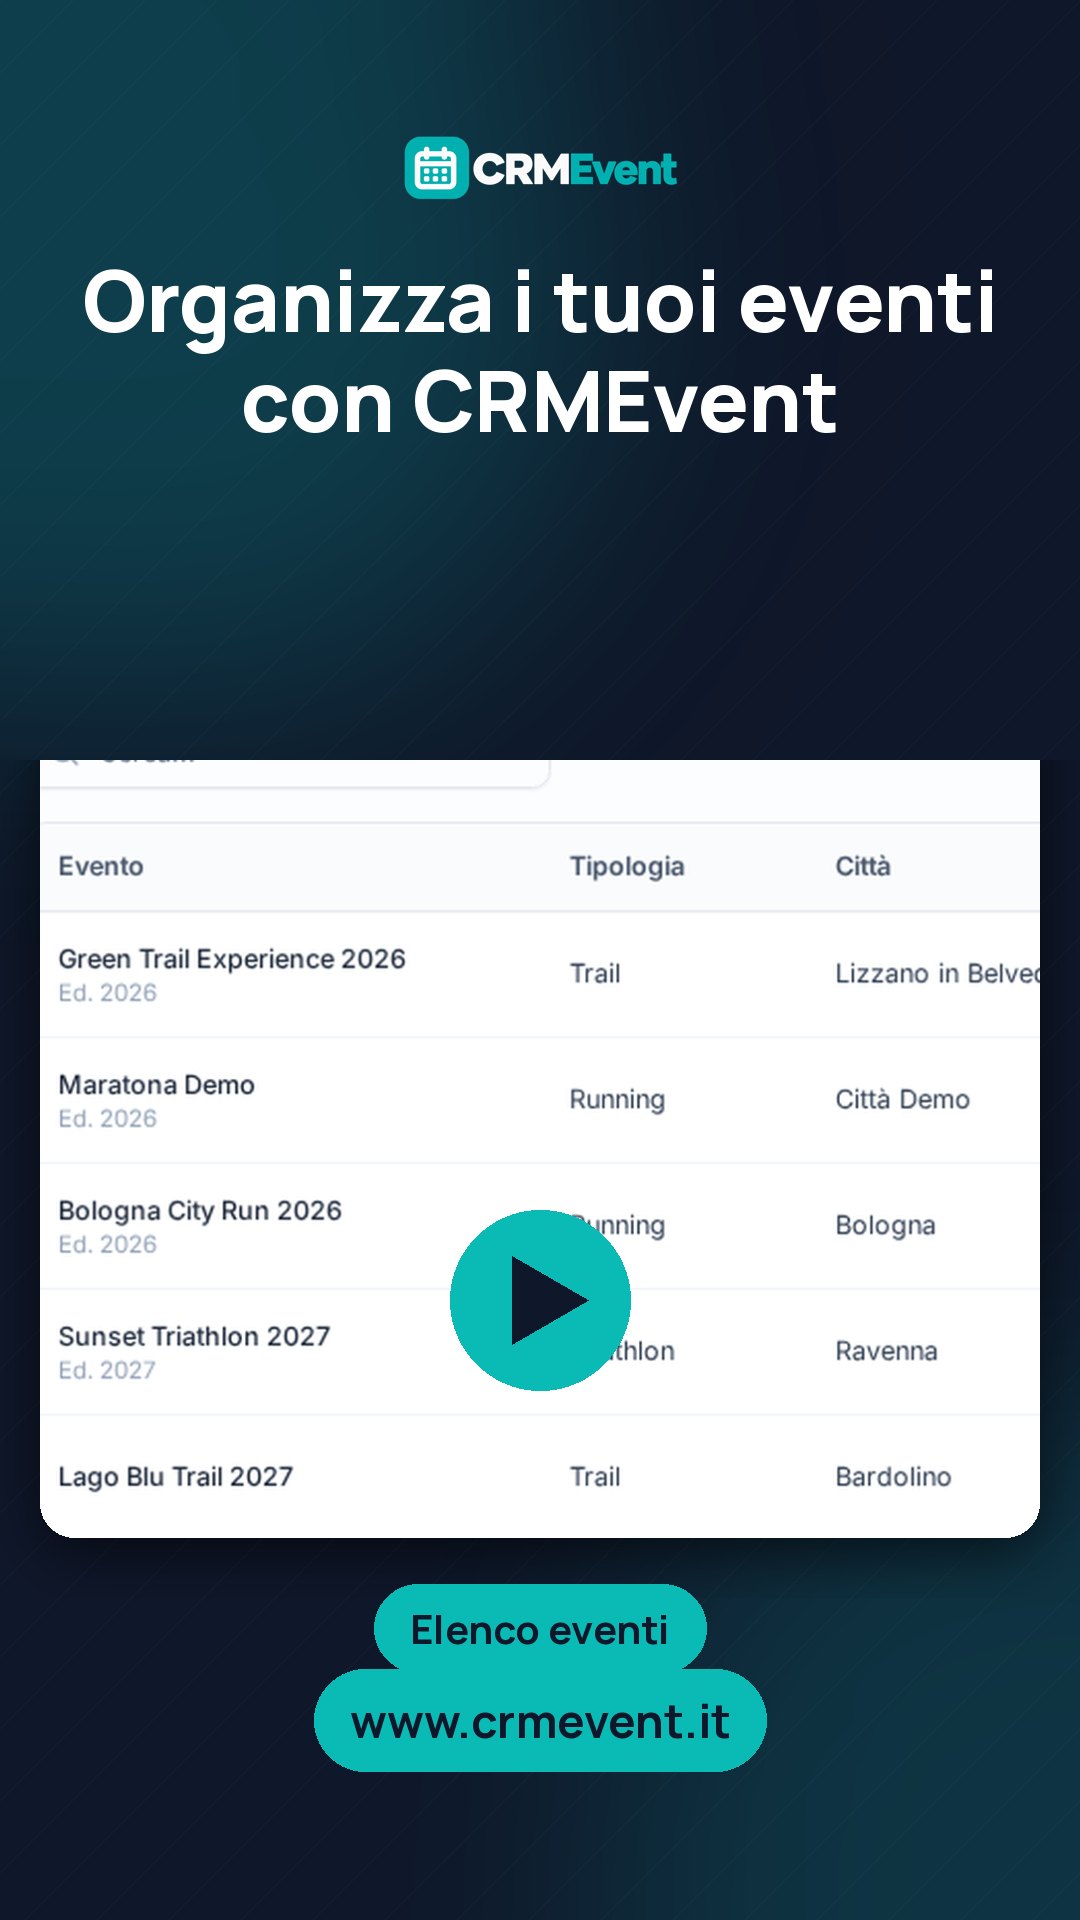 CRMEvent
Organizza i tuoi eventi
con CRMEvent
Evento Tipologia Città
Green Trail Experience 2026
Ed. 2026
Trail
Lizzano in
Maratona Demo
Ed. 2026
Running
Città Demo
Bologna City Run 2026
Ed. 2026
Bologna
Sunset Triathlon 2027
Ed. 2027
Ravenna
Lago Blu Trail 2027
Trail
Bardolino
Elenco eventi
www.crmevent.it